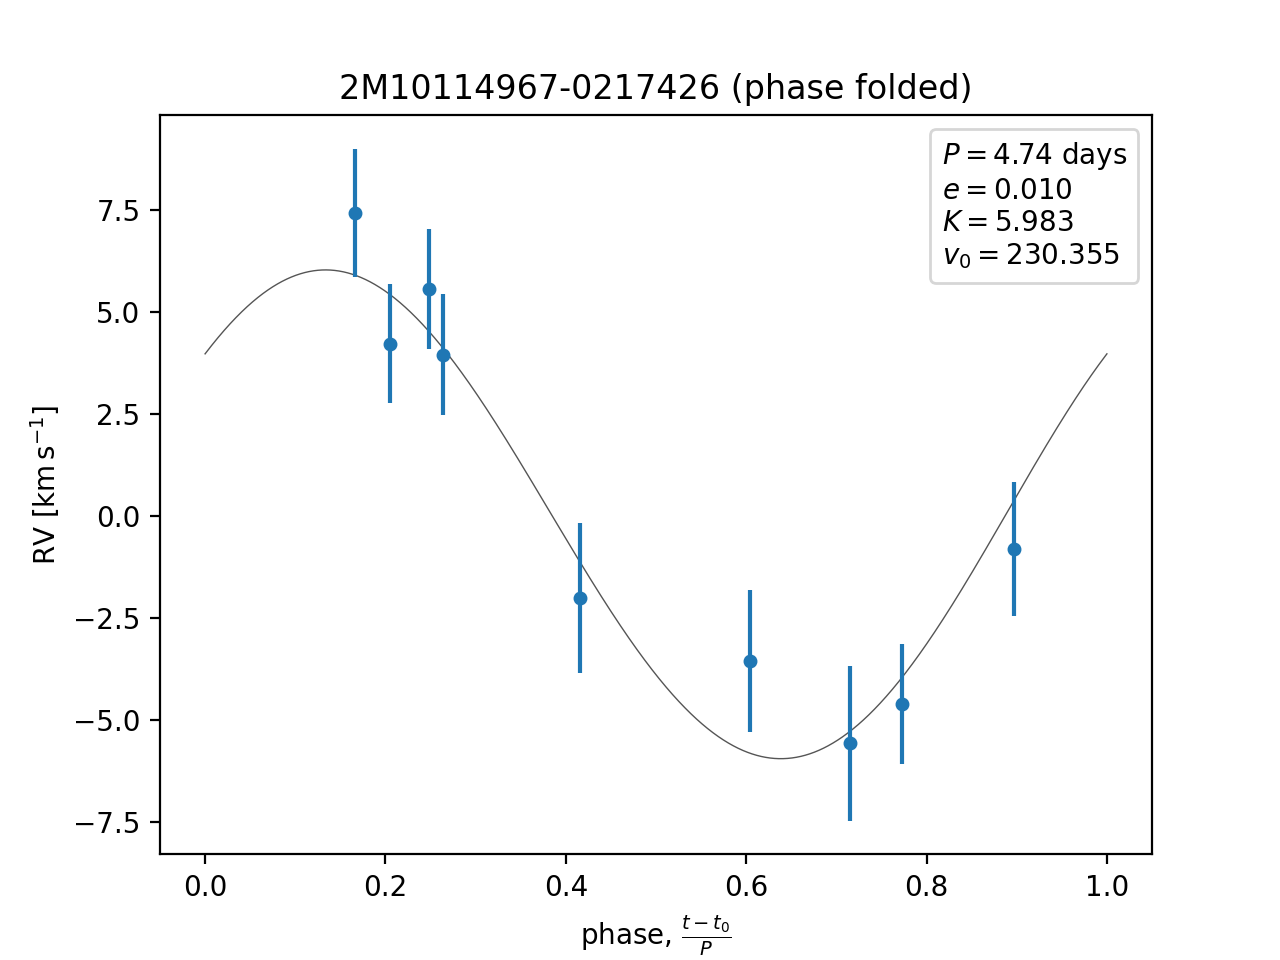 2M10114967-0217426 (phase folded)
P = 4.74 days
e = 0.010
K = 5.983
v₀ = 230.355
RV [km s⁻¹]
7.5
5.0
2.5
0.0
−2.5
−5.0
−7.5
0.0 0.2 0.4 0.6 0.8 1.0
phase, (t − t₀)/P